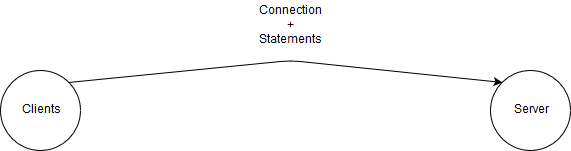 Connection
+
Statements
Clients
Server